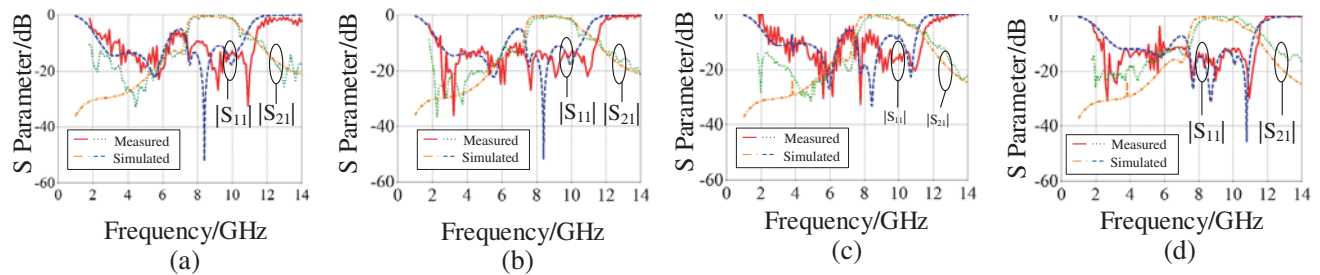 S Parameter/dB
0
-20
-40
-60
0 2 4 6 8 10 12 14
|S11| |S21|
Measured
Simulated
Frequency/GHz
(a)
S Parameter/dB
0
-20
-40
-60
0 2 4 6 8 10 12 14
|S11| |S21|
Measured
Simulated
Frequency/GHz
(b)
S Parameter/dB
0
-20
-40
-60
0 2 4 6 8 10 12 14
|S11| |S21|
Measured
Simulated
Frequency/GHz
(c)
S Parameter/dB
0
-20
-40
-60
0 2 4 6 8 10 12 14
|S11| |S21|
Measured
Simulated
Frequency/GHz
(d)